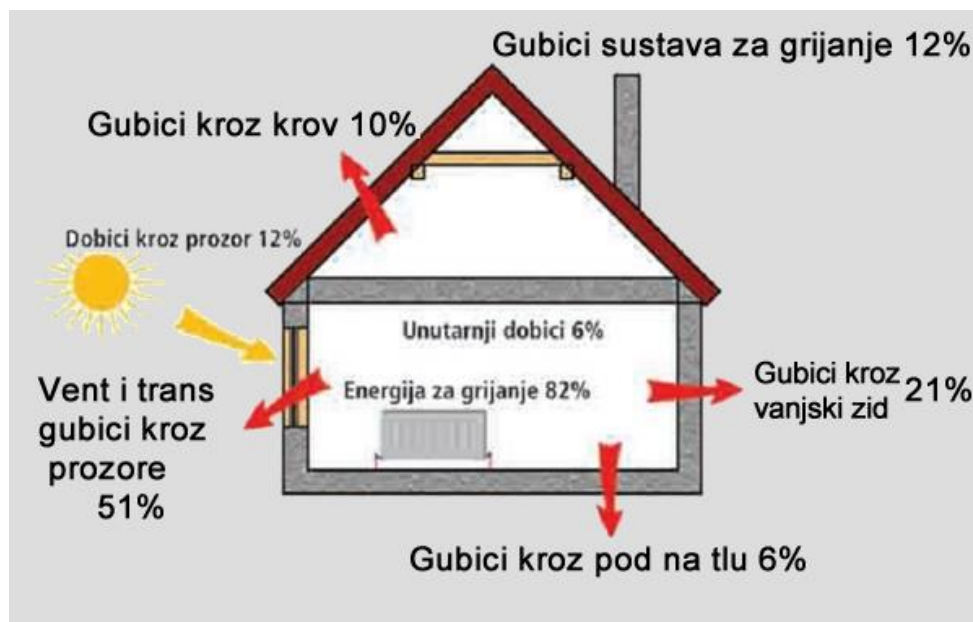 Gubici sustava za grijanje 12%
Gubici kroz krov 10%
Dobici kroz prozor 12%
Unutarnji dobici 6%
Energija za grijanje 82%
Vent i trans
gubici kroz
prozore
51%
Gubici kroz
vanjski zid
21%
Gubici kroz pod na tlu 6%